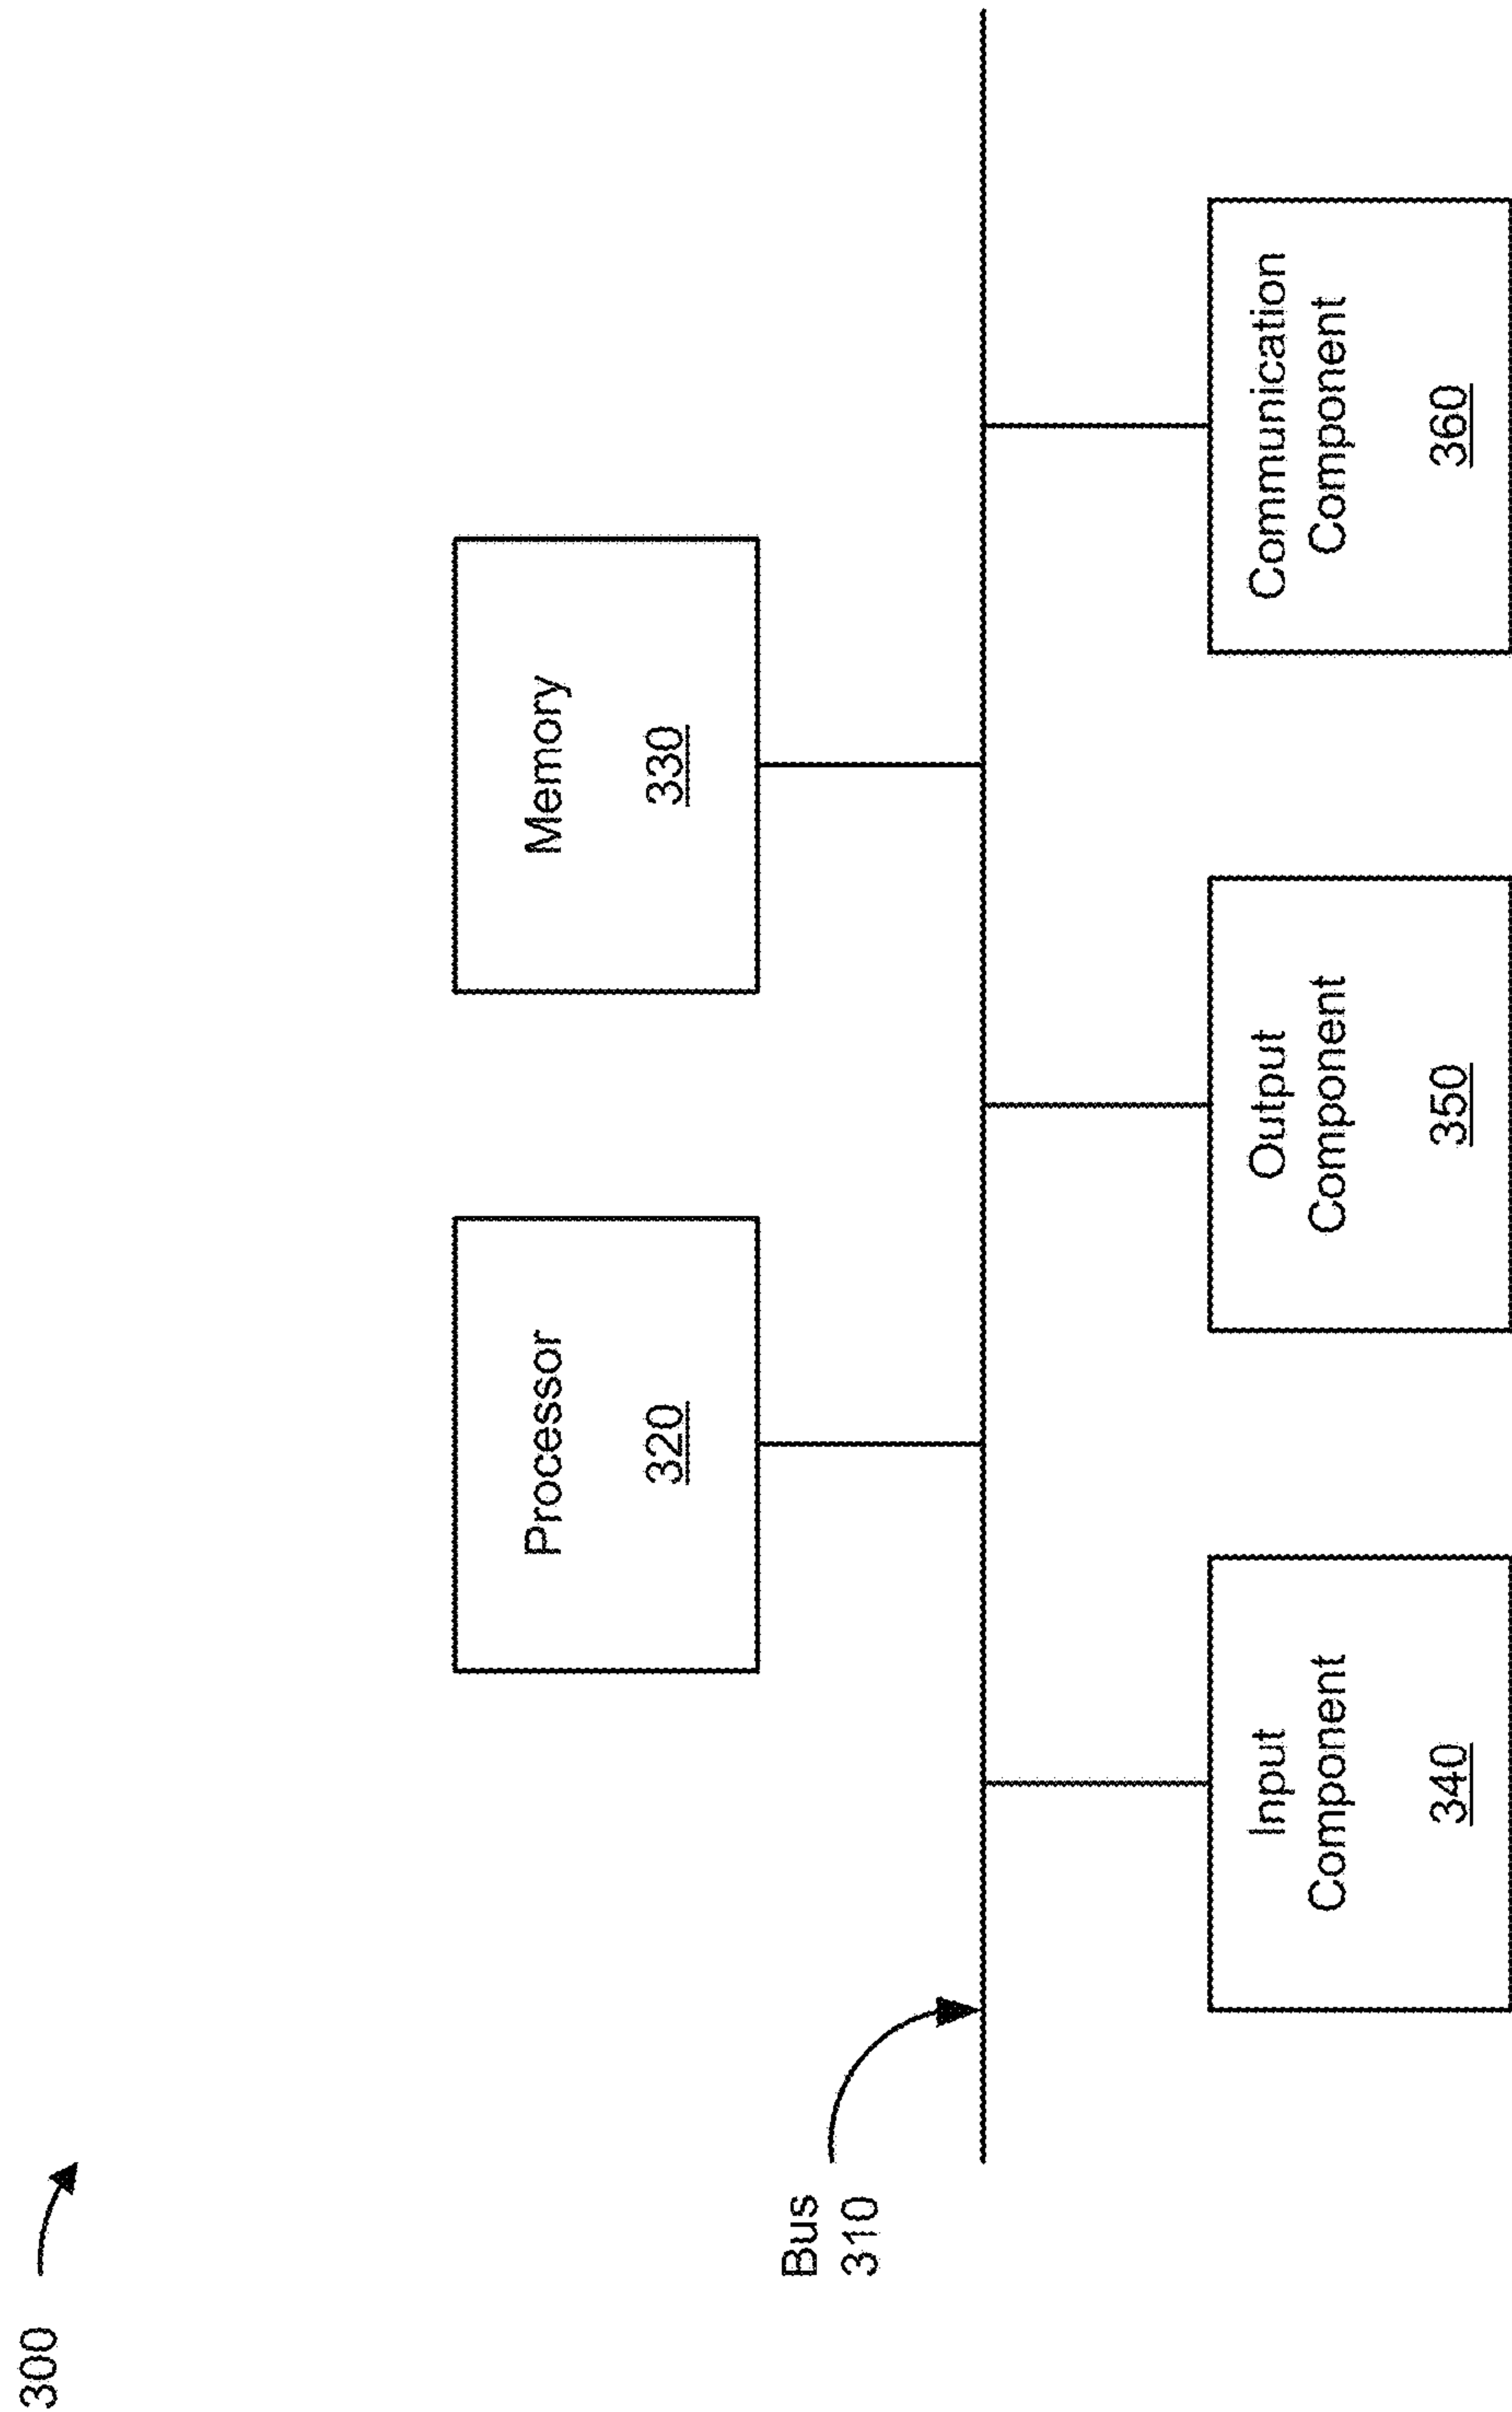 300
Processor
320
Memory
330
Bus
310
Input
Component
340
Output
Component
350
Communication
Component
360